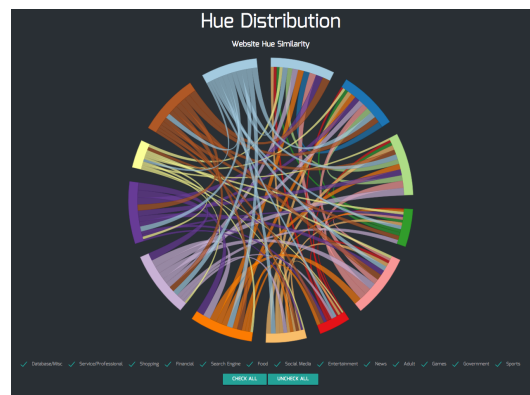 Hue Distribution
Website Hue Similarity
Database/Misc Service/Professional Shopping Financial Search Engine Food Social Media Entertainment News Adult Games Government Sports
CHECK ALL UNCHECK ALL